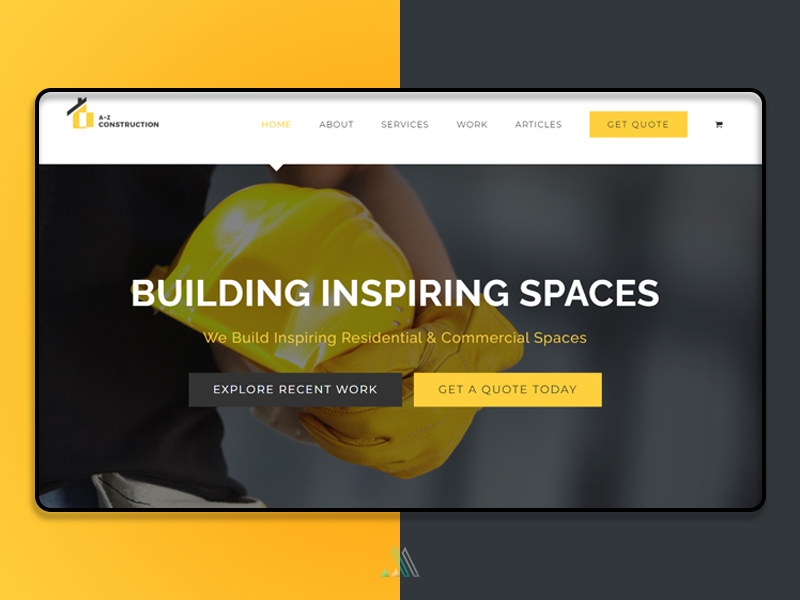 A-Z
CONSTRUCTION
HOME ABOUT SERVICES WORK ARTICLES GET QUOTE
BUILDING INSPIRING SPACES
We Build Inspiring Residential & Commercial Spaces
EXPLORE RECENT WORK GET A QUOTE TODAY